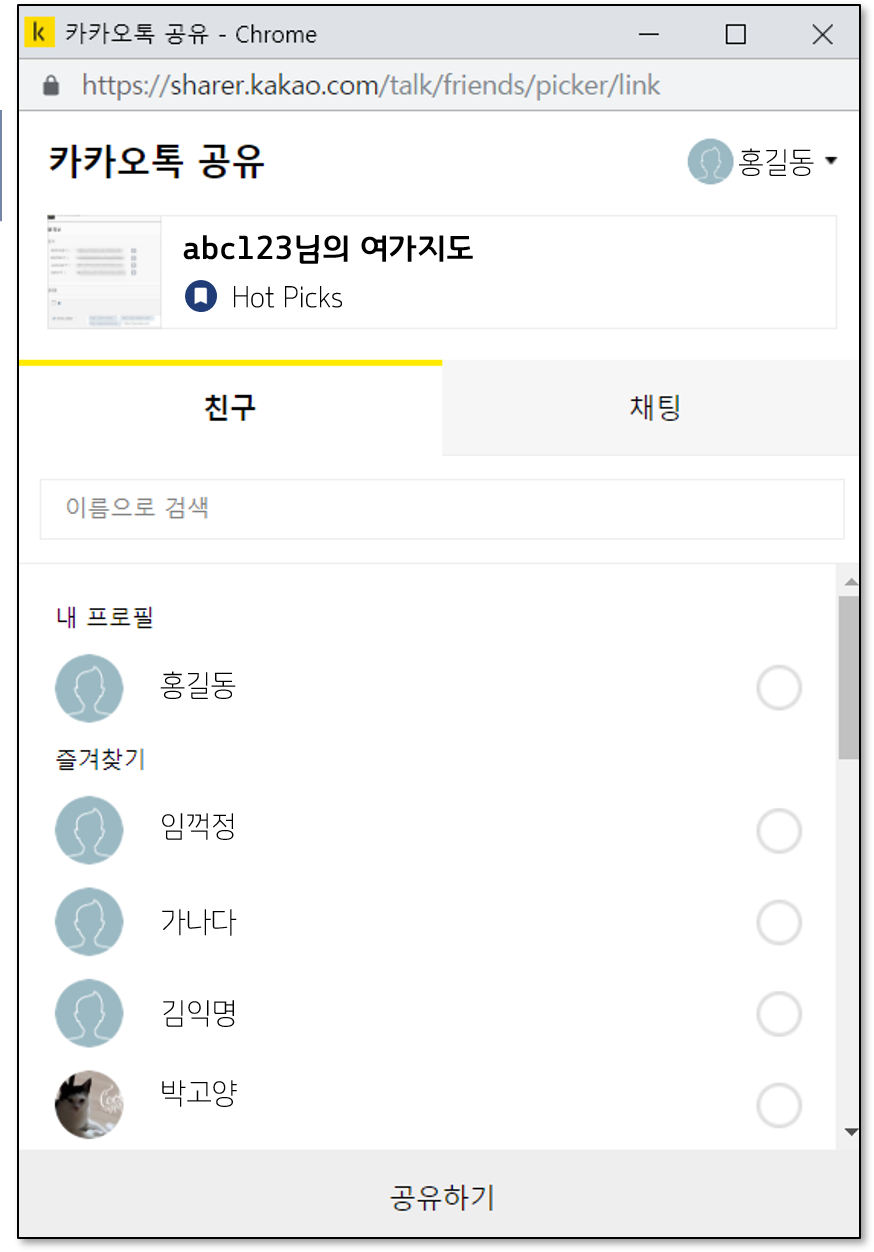 k 카카오톡 공유 - Chrome
https://sharer.kakao.com/talk/friends/picker/link
카카오톡 공유 홍길동
abc123님의 여가지도
Hot Picks
친구 채팅
이름으로 검색
내 프로필
홍길동
즐겨찾기
임꺽정
가나다
김익명
박고양
공유하기